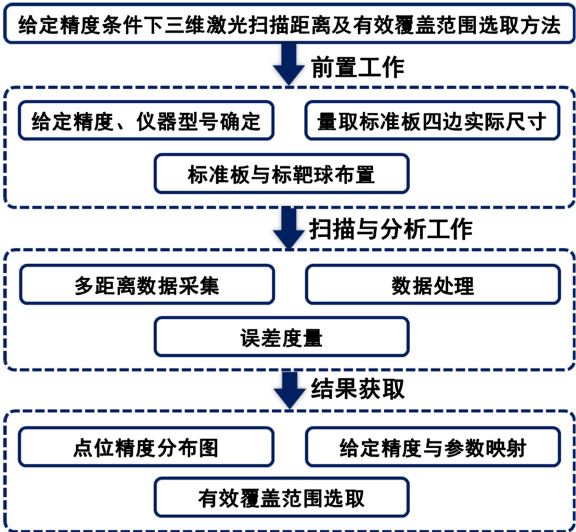 给定精度条件下三维激光扫描距离及有效覆盖范围选取方法
前置工作
给定精度、仪器型号确定
量取标准板四边实际尺寸
标准板与标靶球布置
扫描与分析工作
多距离数据采集
数据处理
误差度量
结果获取
点位精度分布图
给定精度与参数映射
有效覆盖范围选取